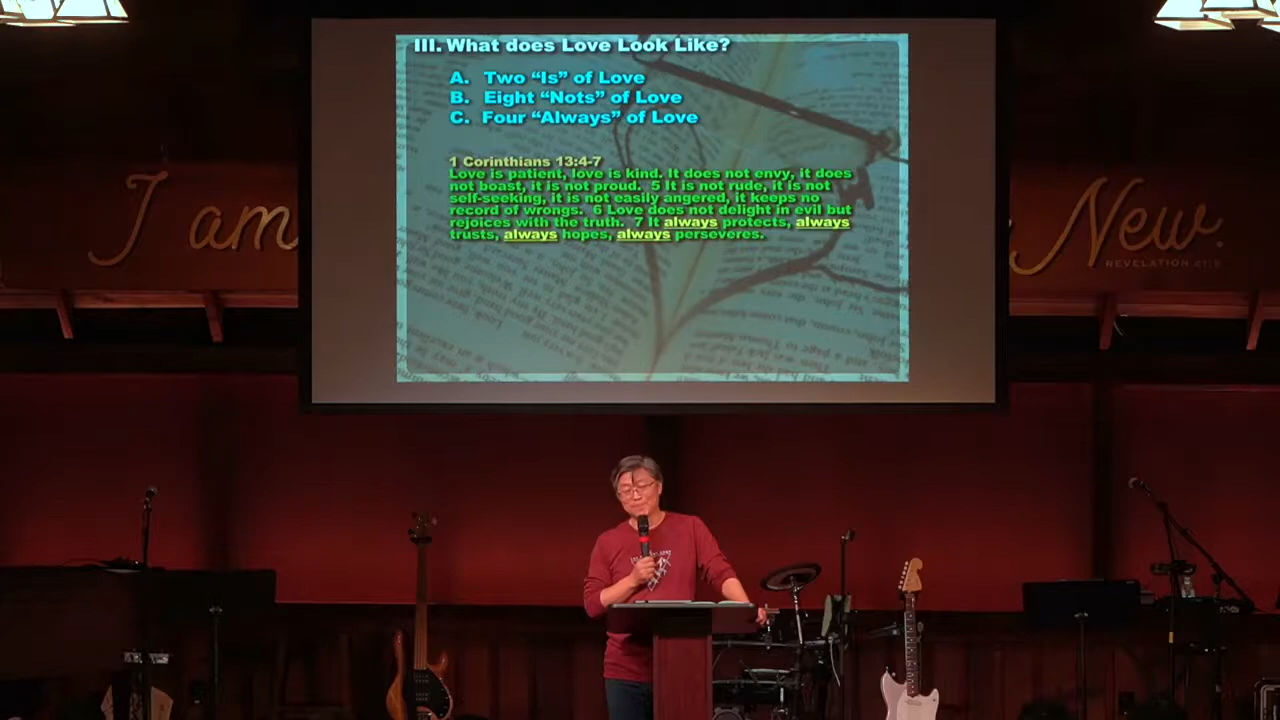 III. What does Love Look Like?
A. Two “Is” of Love
B. Eight “Nots” of Love
C. Four “Always” of Love
1 Corinthians 13:4-7
Love is patient, love is kind. It does not envy, it does
not boast, it is not proud. 5 It is not rude, it is not
self-seeking, it is not easily angered, it keeps no
record of wrongs. 6 Love does not delight in evil but
rejoices with the truth. 7 It always protects, always
trusts, always hopes, always perseveres.
I am
New.
REVELATION